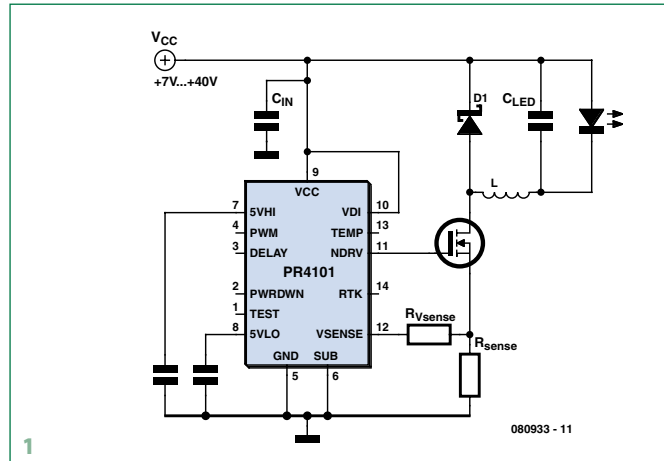 VCC
+7V...+40V
CIN
D1
CLED
L
9
VCC
7 5VHI
VDI 10
4 PWM
TEMP 13
3 DELAY
NDRV 11
PR4101
2 PWRDWN
RTK 14
1 TEST
8 5VLO
VSENSE 12
RVsense
Rsense
GND SUB
5 6
080933 - 11
1